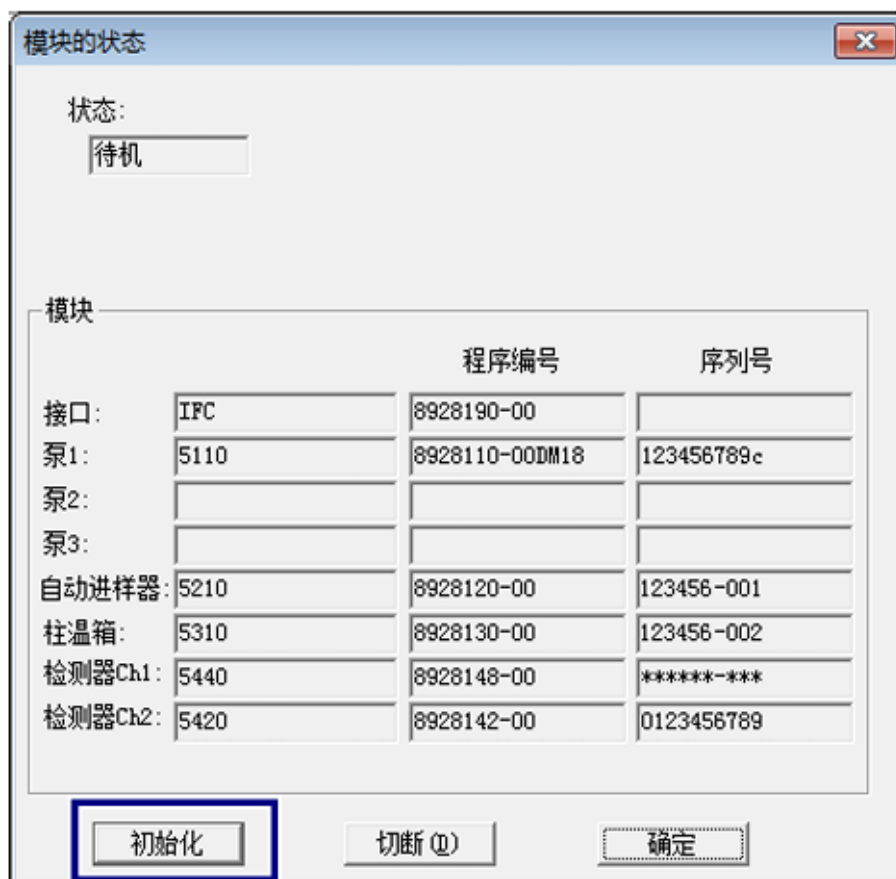 模块的状态
状态:
待机
模块
程序编号 序列号
接口: IFC 8928190-00
泵1: 5110 8928110-00DM18 123456789c
泵2:
泵3:
自动进样器: 5210 8928120-00 123456-001
柱温箱: 5310 8928130-00 123456-002
检测器Ch1: 5440 8928148-00 ******-***
检测器Ch2: 5420 8928142-00 0123456789
初始化 切断(D) 确定